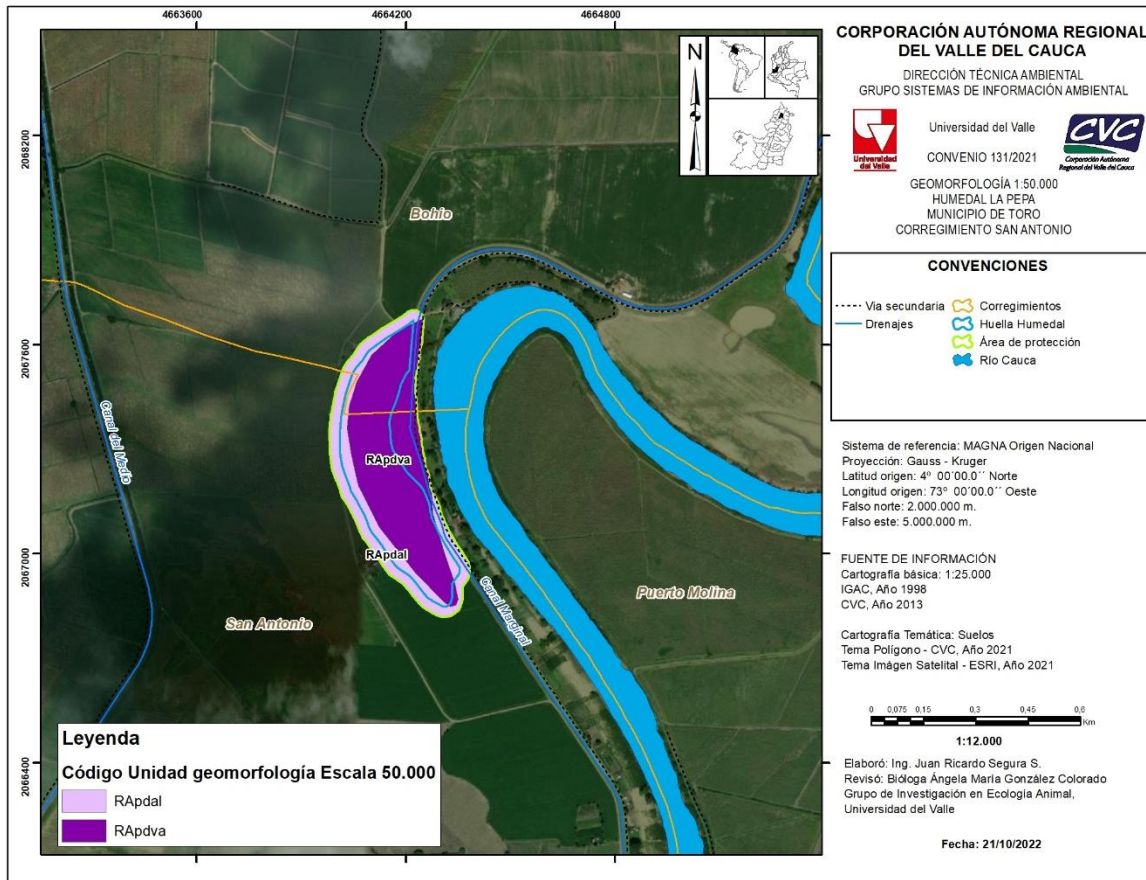 4663600
4664200
4664800
2068200
2067600
2067000
2066400
N
Bohio
Canal del Medio
RApdva
RApdal
San Antonio
Canal Marginal
Puerto Molina
Leyenda
Código Unidad geomorfología Escala 50.000
RApdal
RApdva
CORPORACIÓN AUTÓNOMA REGIONAL
DEL VALLE DEL CAUCA
DIRECCIÓN TÉCNICA AMBIENTAL
GRUPO SISTEMAS DE INFORMACIÓN AMBIENTAL
Universidad
del Valle
Universidad del Valle
CONVENIO 131/2021
CVC
Corporación Autónoma
Regional del Valle del Cauca
GEOMORFOLOGÍA 1:50.000
HUMEDAL LA PEPA
MUNICIPIO DE TORO
CORREGIMIENTO SAN ANTONIO
CONVENCIONES
Via secundaria
Drenajes
Corregimientos
Huella Humedal
Área de protección
Río Cauca
Sistema de referencia: MAGNA Origen Nacional
Proyección: Gauss - Kruger
Latitud origen: 4º 00´00.0´´ Norte
Longitud origen: 73º 00´00.0´´ Oeste
Falso norte: 2.000.000 m.
Falso este: 5.000.000 m.
FUENTE DE INFORMACIÓN
Cartografía básica: 1:25.000
IGAC, Año 1998
CVC, Año 2013
Cartografía Temática: Suelos
Tema Polígono - CVC, Año 2021
Tema Imágen Satelital - ESRI, Año 2021
0 0,075 0,15 0,3 0,45 0,6
Km
1:12.000
Elaboró: Ing. Juan Ricardo Segura S.
Revisó: Bióloga Ángela María González Colorado
Grupo de Investigación en Ecología Animal,
Universidad del Valle
Fecha: 21/10/2022